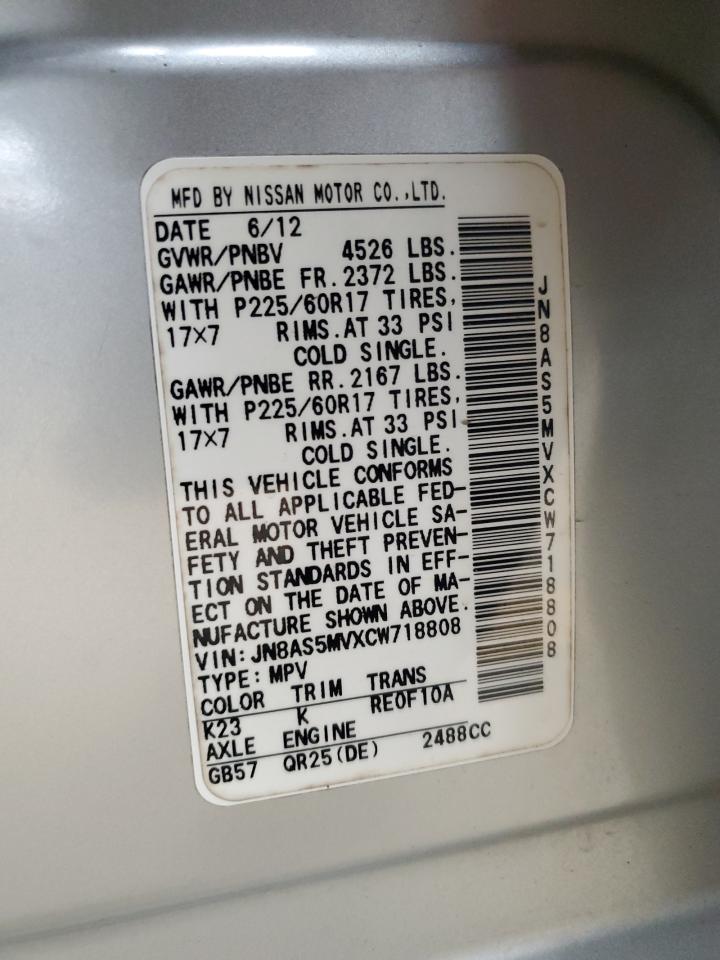 MFD BY NISSAN MOTOR CO.,LTD.
DATE 6/12
GVWR/PNBV 4526 LBS.
GAWR/PNBE FR.2372 LBS.
WITH P225/60R17 TIRES,
17x7 RIMS.AT 33 PSI
COLD SINGLE.
GAWR/PNBE RR.2167 LBS.
WITH P225/60R17 TIRES,
17x7 RIMS.AT 33 PSI
COLD SINGLE.
THIS VEHICLE CONFORMS
TO ALL APPLICABLE FED-
ERAL MOTOR VEHICLE SA-
FETY AND THEFT PREVEN-
TION STANDARDS IN EFF-
ECT ON THE DATE OF MA-
NUFACTURE SHOWN ABOVE.
VIN:JN8AS5MVXCW718808
TYPE:MPV
COLOR TRIM TRANS
K23 K RE0F10A
AXLE ENGINE
GB57 QR25(DE) 2488CC
JN8AS5MVXCW718808